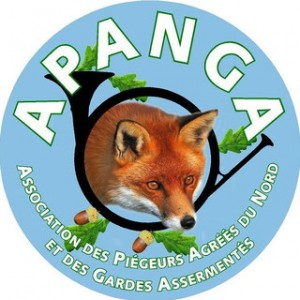 APANGA
ASSOCIATION DES PIÉGEURS AGRÉÉS DU NORD
ET DES GARDES ASSERMENTÉS